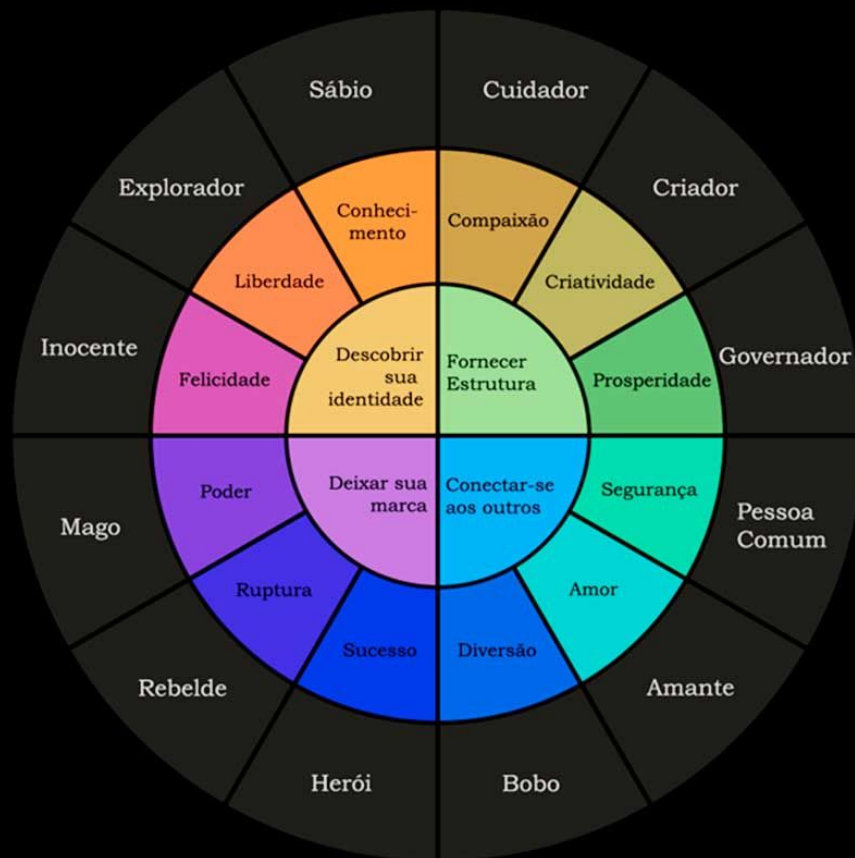 Sábio
Cuidador
Explorador
Criador
Inocente
Governador
Mago
Pessoa
Comum
Rebelde
Amante
Herói
Bobo
Conheci-
mento
Compaixão
Liberdade
Criatividade
Felicidade
Prosperidade
Poder
Segurança
Ruptura
Amor
Sucesso
Diversão
Descobrir
sua
identidade
Fornecer
Estrutura
Deixar sua
marca
Conectar-se
aos outros